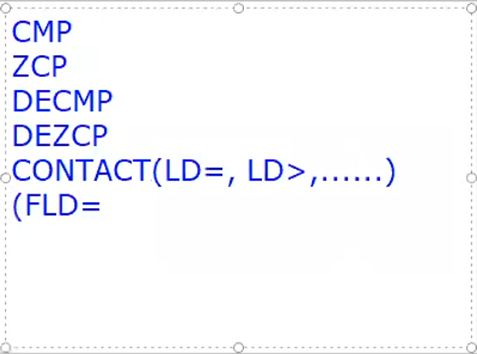 CMP
ZCP
DECMP
DEZCP
CONTACT(LD=, LD>,......)
(FLD=